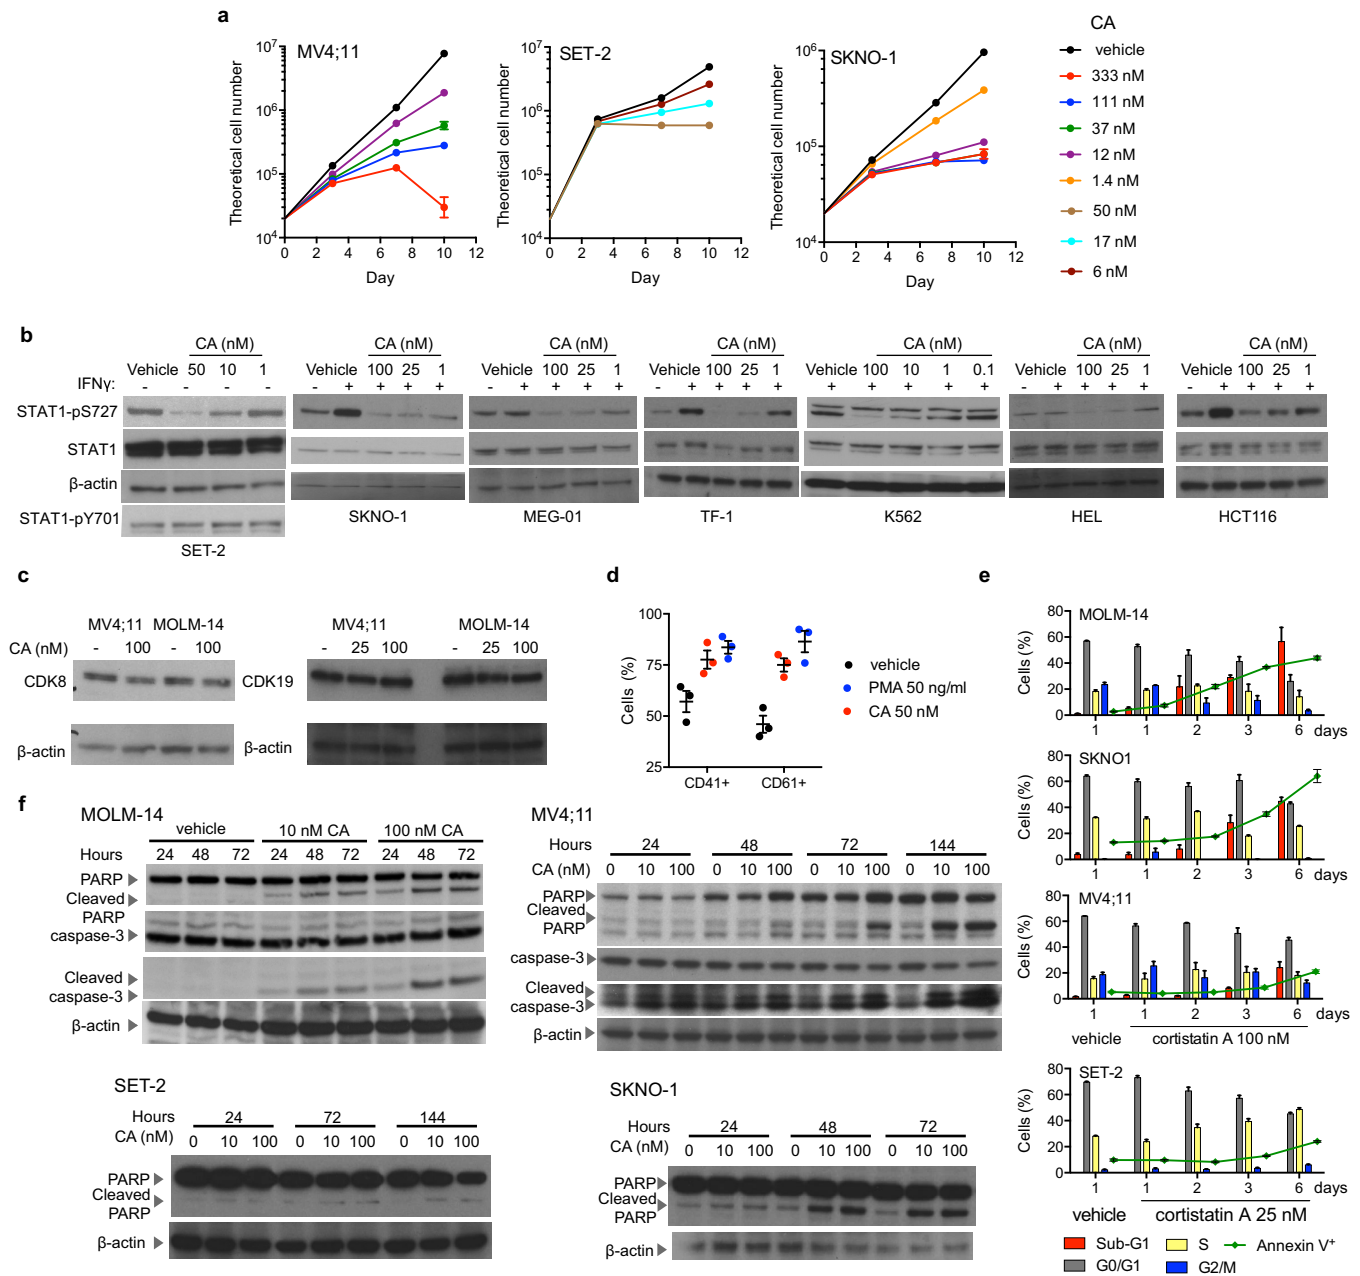 a
MV4;11
SET-2
SKNO-1
CA
vehicle
333 nM
111 nM
37 nM
12 nM
1.4 nM
50 nM
17 nM
6 nM
Theoretical cell number
10⁷
10⁶
10⁵
10⁴
0 2 4 6 8 10 12
Day
Theoretical cell number
10⁷
10⁶
10⁵
10⁴
0 2 4 6 8 10 12
Day
Theoretical cell number
10⁶
10⁵
10⁴
0 2 4 6 8 10 12
Day
b
CA (nM) CA (nM) CA (nM) CA (nM) CA (nM) CA (nM) CA (nM)
Vehicle 50 10 1 Vehicle 100 25 1 Vehicle 100 25 1 Vehicle 100 25 1 Vehicle 100 10 1 0.1 Vehicle 100 25 1 Vehicle 100 25 1
IFNγ: - - - - - + + + + - + + + + - + + + + - + + + + + - + + + + - + + + +
STAT1-pS727
STAT1
β-actin
STAT1-pY701
SET-2
SKNO-1
MEG-01
TF-1
K562
HEL
HCT116
c
MV4;11 MOLM-14
CA (nM) - 100 - 100
CDK8
β-actin
MV4;11 MOLM-14
- 25 100 - 25 100
CDK19
β-actin
d
Cells (%)
100
75
50
25
CD41+ CD61+
vehicle
PMA 50 ng/ml
CA 50 nM
e
MOLM-14
Cells (%)
80
60
40
20
0
1 1 2 3 6 days
SKNO1
Cells (%)
80
60
40
20
0
1 1 2 3 6 days
MV4;11
Cells (%)
80
60
40
20
0
1 1 2 3 6 days
vehicle cortistatin A 100 nM
SET-2
Cells (%)
80
60
40
20
0
1 1 2 3 6 days
vehicle cortistatin A 25 nM
Sub-G1 S Annexin V⁺
G0/G1 G2/M
f
MOLM-14
vehicle 10 nM CA 100 nM CA
Hours 24 48 72 24 48 72 24 48 72
PARP
Cleaved
PARP
caspase-3
Cleaved
caspase-3
β-actin
MV4;11
Hours 24 48 72 144
CA (nM) 0 10 100 0 10 100 0 10 100 0 10 100
PARP
Cleaved
PARP
caspase-3
Cleaved
caspase-3
β-actin
SET-2
Hours 24 72 144
CA (nM) 0 10 100 0 10 100 0 10 100
PARP
Cleaved
PARP
β-actin
SKNO-1
Hours 24 48 72
CA (nM) 0 10 100 0 10 100 0 10 100
PARP
Cleaved
PARP
β-actin